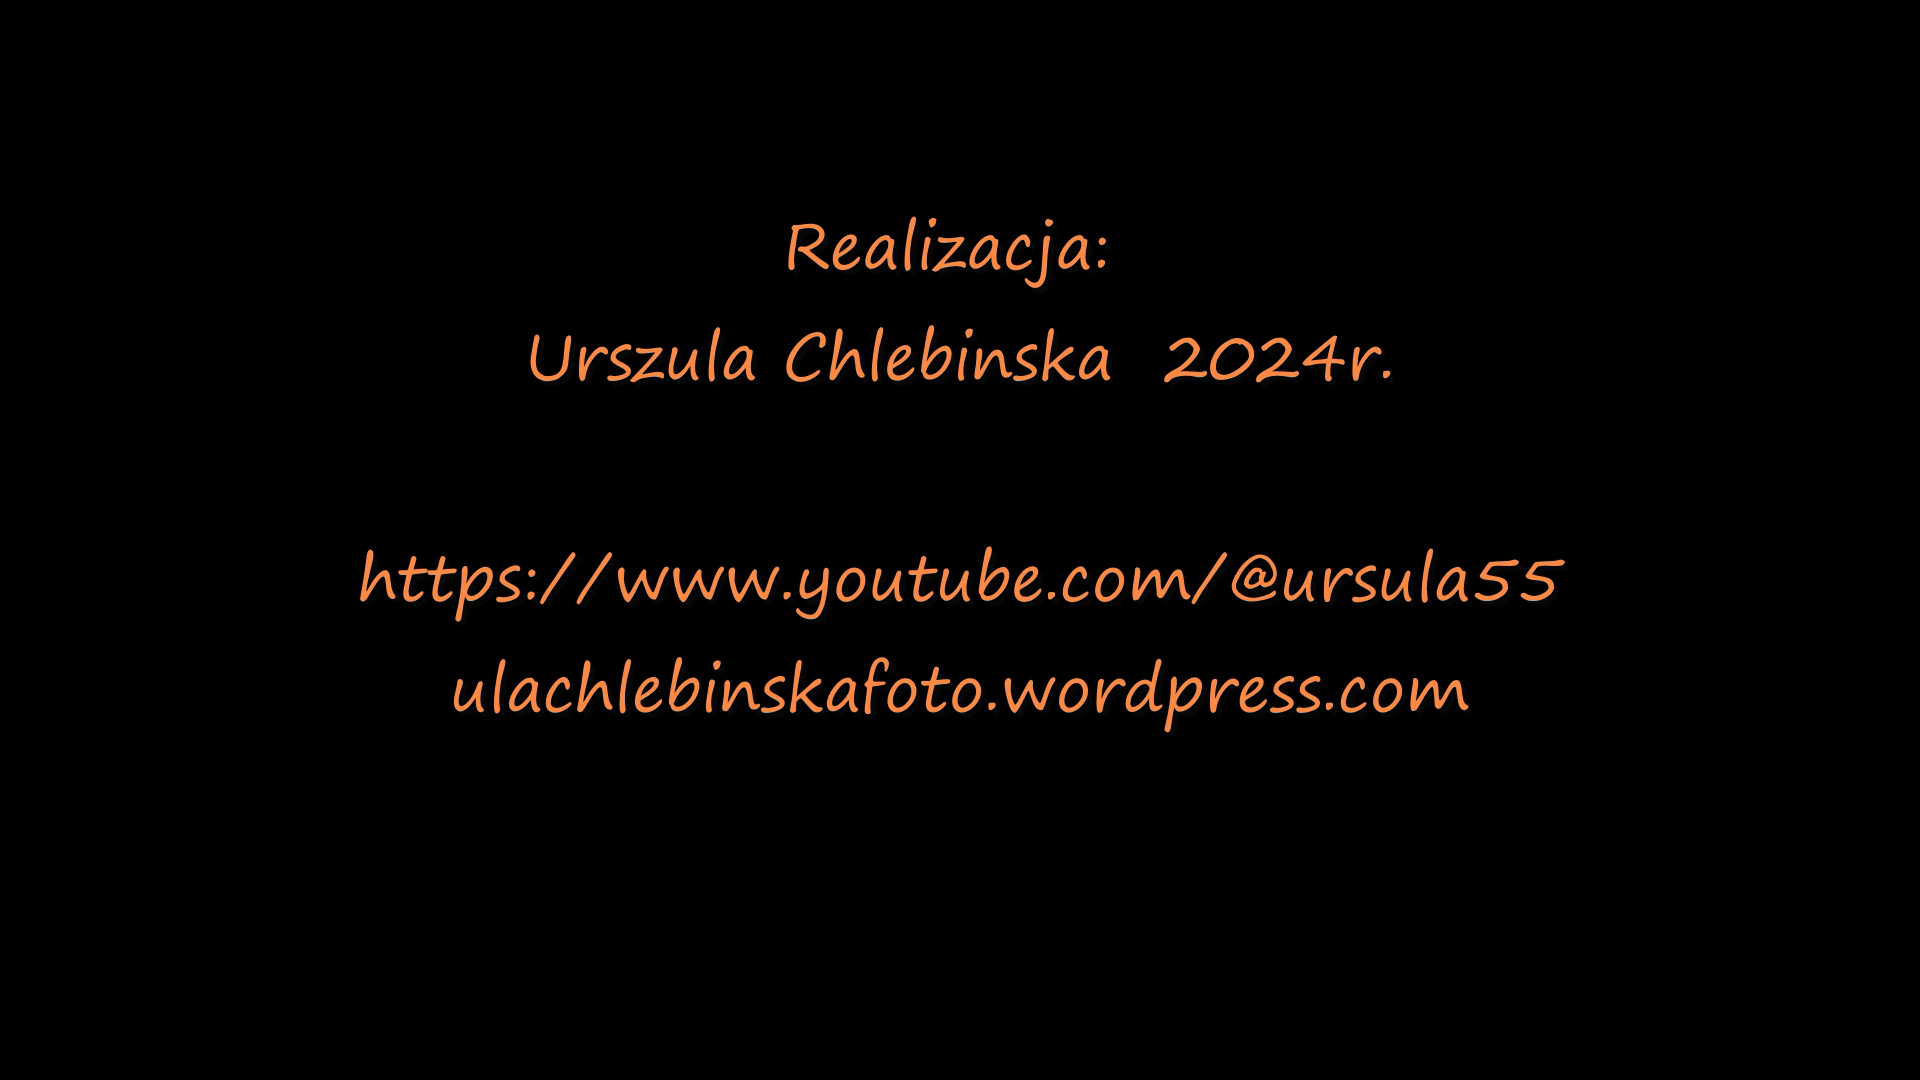 Realizacja:
Urszula Chlebinska  2024r.
https://www.youtube.com/@ursula55
ulachlebinskafoto.wordpress.com